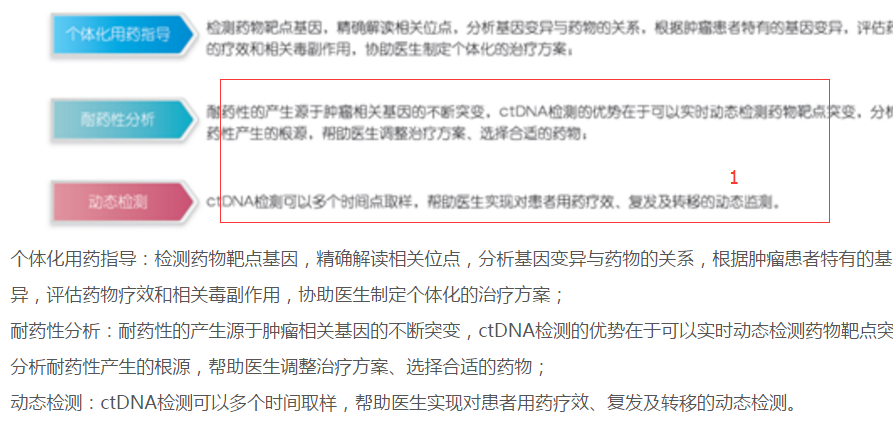 个体化用药指导
检测药物靶点基因，精确解读相关位点，分析基因变异与药物的关系，根据肿瘤患者特有的基因变异，评估药
的疗效和相关毒副作用，协助医生制定个体化的治疗方案；
耐药性分析
耐药性的产生源于肿瘤相关基因的不断突变，ctDNA检测的优势在于可以实时动态检测药物靶点突变，分析
药性产生的根源，帮助医生调整治疗方案、选择合适的药物；
1
动态检测
ctDNA检测可以多个时间点取样，帮助医生实现对患者用药疗效、复发及转移的动态监测。
个体化用药指导：检测药物靶点基因，精确解读相关位点，分析基因变异与药物的关系，根据肿瘤患者特有的基
异，评估药物疗效和相关毒副作用，协助医生制定个体化的治疗方案；
耐药性分析：耐药性的产生源于肿瘤相关基因的不断突变，ctDNA检测的优势在于可以实时动态检测药物靶点突
分析耐药性产生的根源，帮助医生调整治疗方案、选择合适的药物；
动态检测：ctDNA检测可以多个时间取样，帮助医生实现对患者用药疗效、复发及转移的动态检测。